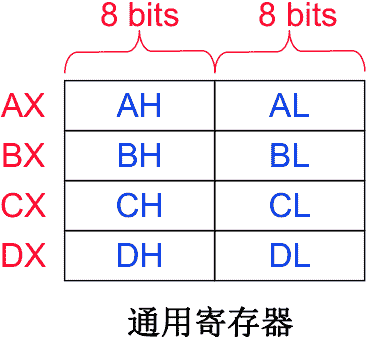 8 bits 8 bits
AX AH AL
BX BH BL
CX CH CL
DX DH DL
通用寄存器